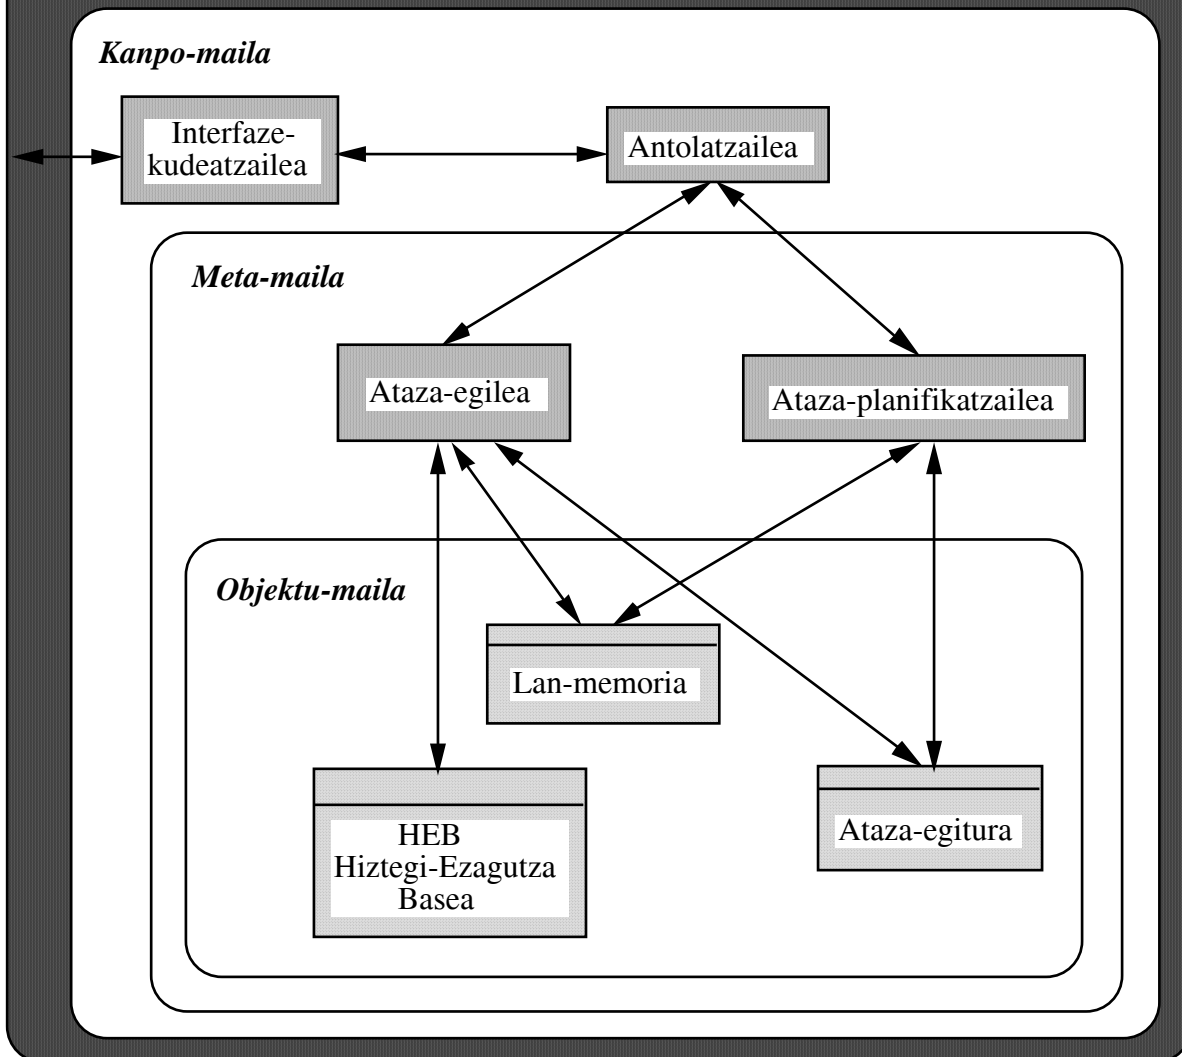 Kanpo-maila
Interfaze-
kudeatzailea
Antolatzailea
Meta-maila
Ataza-egilea
Ataza-planifikatzailea
Objektu-maila
Lan-memoria
HEB
Hiztegi-Ezagutza
Basea
Ataza-egitura